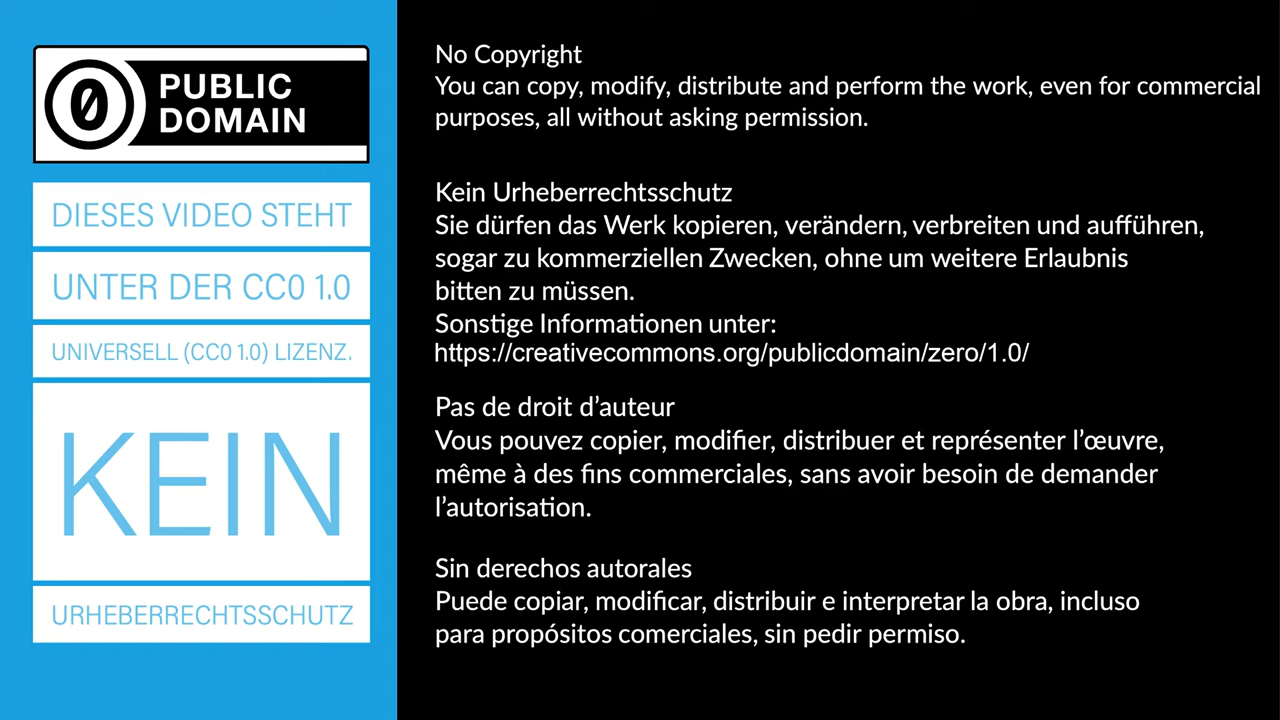 0
PUBLIC
DOMAIN
DIESES VIDEO STEHT
UNTER DER CC0 1.0
UNIVERSELL (CC0 1.0) LIZENZ.
KEIN
URHEBERRECHTSSCHUTZ
No Copyright
You can copy, modify, distribute and perform the work, even for commercial
purposes, all without asking permission.
Kein Urheberrechtsschutz
Sie dürfen das Werk kopieren, verändern, verbreiten und aufführen,
sogar zu kommerziellen Zwecken, ohne um weitere Erlaubnis
bitten zu müssen.
Sonstige Informationen unter:
https://creativecommons.org/publicdomain/zero/1.0/
Pas de droit d’auteur
Vous pouvez copier, modifier, distribuer et représenter l’œuvre,
même à des fins commerciales, sans avoir besoin de demander
l’autorisation.
Sin derechos autorales
Puede copiar, modificar, distribuir e interpretar la obra, incluso
para propósitos comerciales, sin pedir permiso.